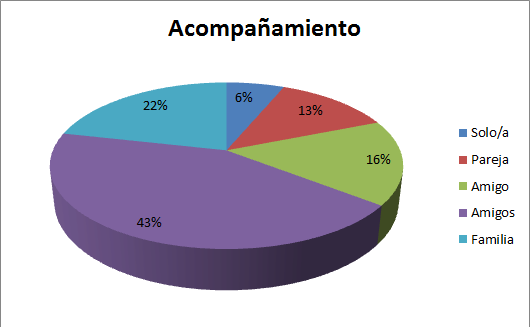 Acompañamiento
6%
13%
22%
16%
43%
Solo/a
Pareja
Amigo
Amigos
Familia